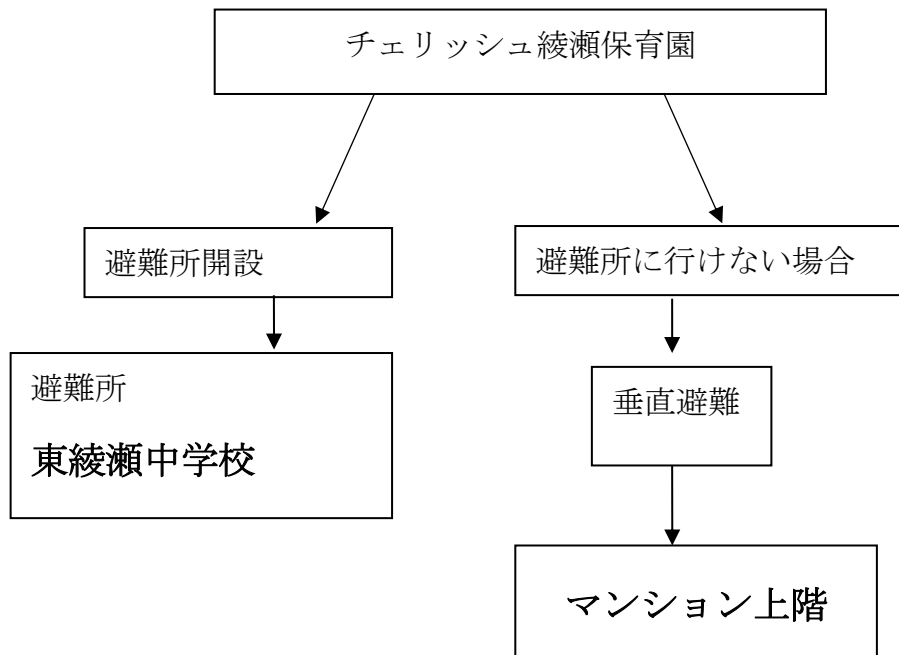 チェリッシュ綾瀬保育園
避難所開設
避難所に行けない場合
避難所
東綾瀬中学校
垂直避難
マンション上階